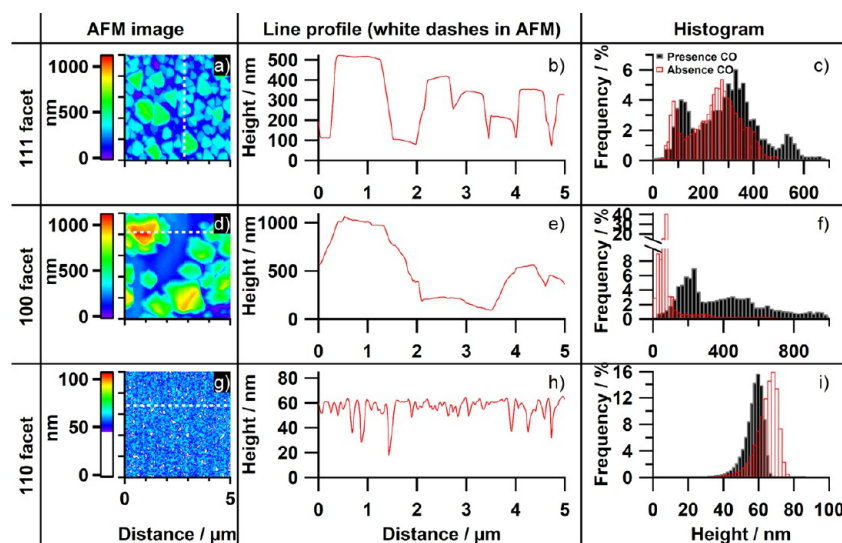 AFM image
Line profile (white dashes in AFM)
Histogram
111 facet
nm
1000
500
0
a)
Height / nm
500
400
300
200
100
0
b)
0 1 2 3 4 5
Frequency / %
6
4
2
0
Presence CO
Absence CO
c)
0 200 400 600
100 facet
nm
1000
500
0
d)
Height / nm
1000
500
0
e)
0 1 2 3 4 5
Frequency / %
40
30
20
8
6
4
2
0
f)
0 400 800
110 facet
nm
100
50
0
g)
0 5
Distance / µm
Height / nm
80
60
40
20
0
h)
0 1 2 3 4 5
Distance / µm
Frequency / %
16
12
8
4
0
i)
0 20 40 60 80 100
Height / nm